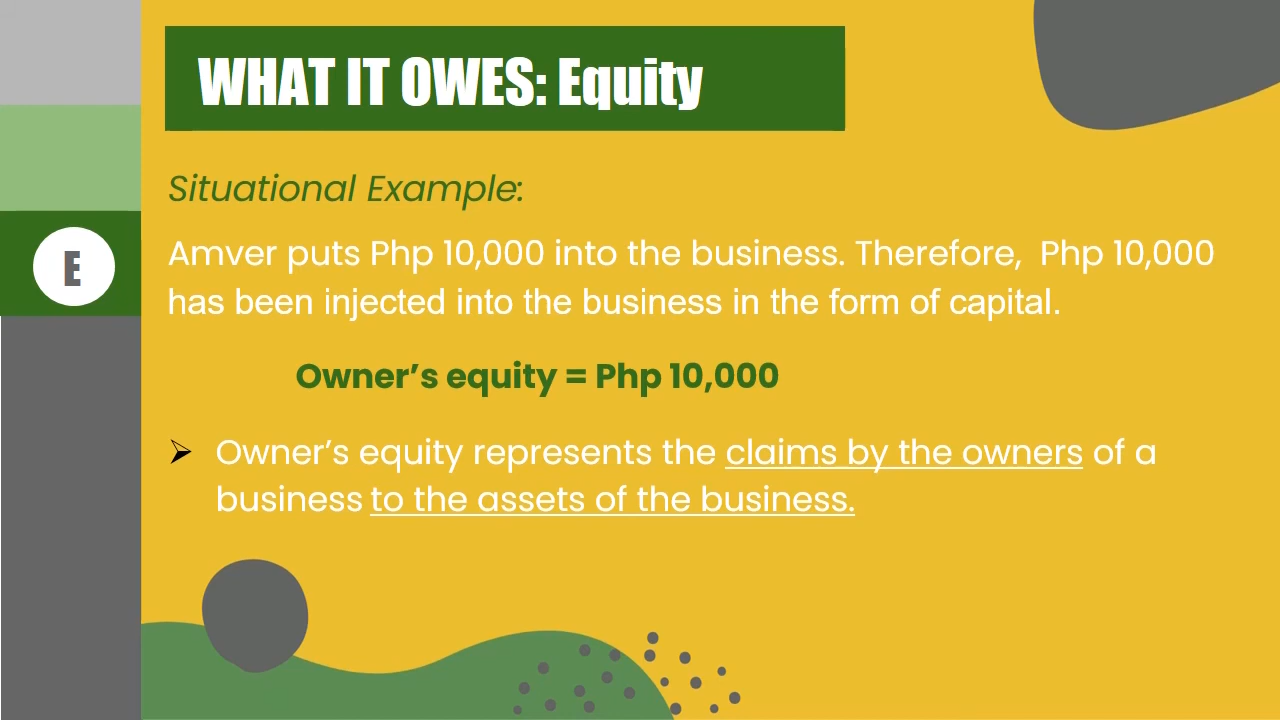 WHAT IT OWES: Equity
Situational Example:
E
Amver puts Php 10,000 into the business. Therefore, Php 10,000
has been injected into the business in the form of capital.
Owner’s equity = Php 10,000
Owner’s equity represents the claims by the owners of a
business to the assets of the business.